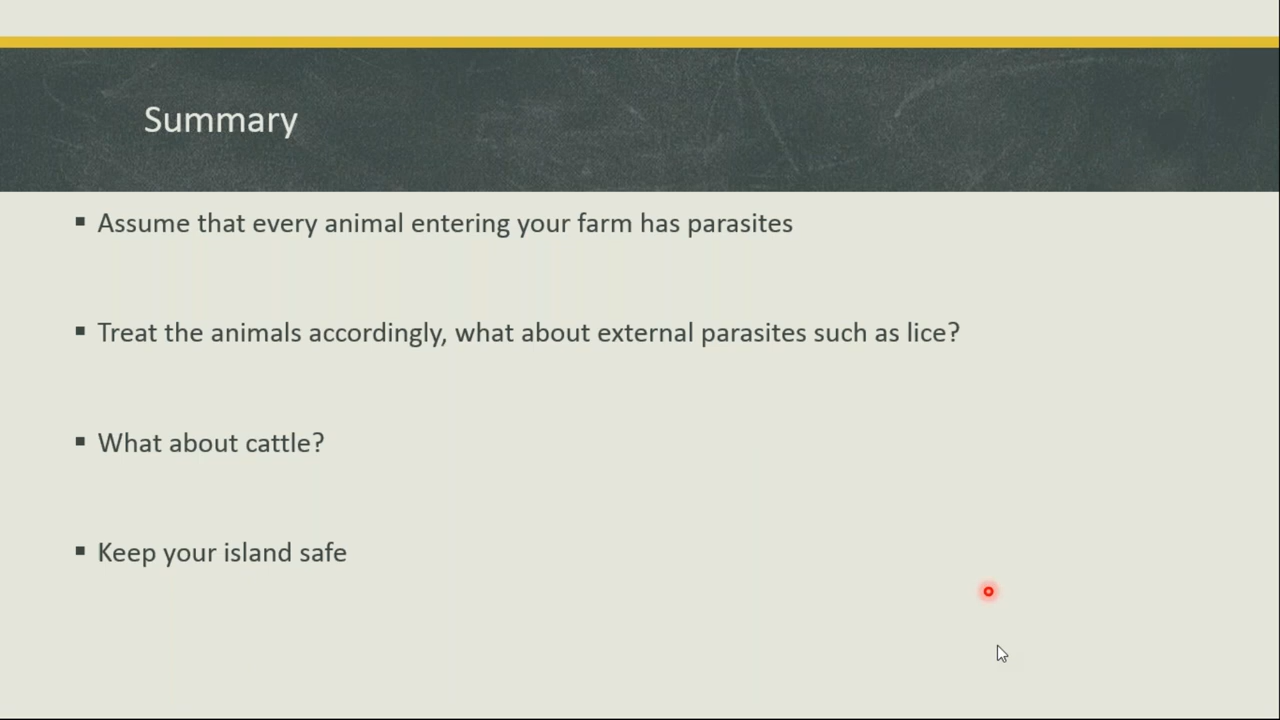 Summary
▪ Assume that every animal entering your farm has parasites
▪ Treat the animals accordingly, what about external parasites such as lice?
▪ What about cattle?
▪ Keep your island safe